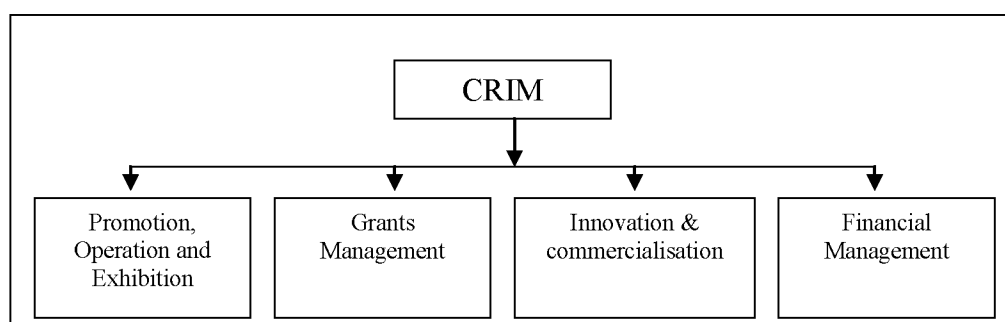 CRIM
Promotion,
Operation and
Exhibition
Grants
Management
Innovation &
commercialisation
Financial
Management